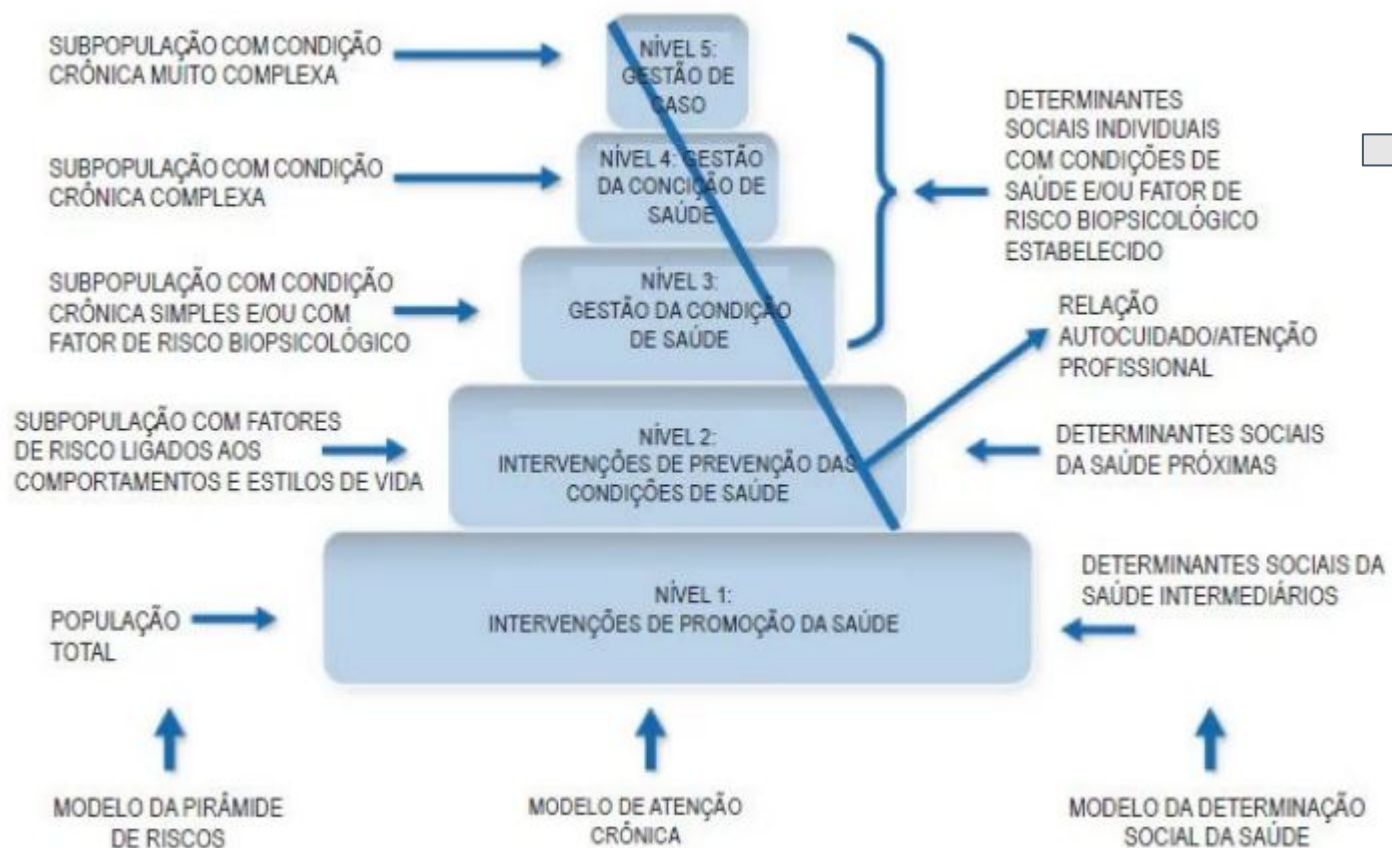 SUBPOPULAÇÃO COM CONDIÇÃO
CRÔNICA MUITO COMPLEXA
NÍVEL 5:
GESTÃO DE
CASO
DETERMINANTES
SOCIAIS INDIVIDUAIS
COM CONDIÇÕES DE
SAÚDE E/OU FATOR DE
RISCO BIOPSICOLÓGICO
ESTABELECIDO
SUBPOPULAÇÃO COM CONDIÇÃO
CRÔNICA COMPLEXA
NÍVEL 4: GESTÃO
DA CONCIÇÃO DE
SAÚDE
SUBPOPULAÇÃO COM CONDIÇÃO
CRÔNICA SIMPLES E/OU COM
FATOR DE RISCO BIOPSICOLÓGICO
NÍVEL 3:
GESTÃO DA CONDIÇÃO
DE SAÚDE
RELAÇÃO
AUTOCUIDADO/ATENÇÃO
PROFISSIONAL
SUBPOPULAÇÃO COM FATORES
DE RISCO LIGADOS AOS
COMPORTAMENTOS E ESTILOS DE VIDA
NÍVEL 2:
INTERVENÇÕES DE PREVENÇÃO DAS
CONDIÇÕES DE SAÚDE
DETERMINANTES SOCIAIS
DA SAÚDE PRÓXIMAS
POPULAÇÃO
TOTAL
NÍVEL 1:
INTERVENÇÕES DE PROMOÇÃO DA SAÚDE
DETERMINANTES SOCIAIS DA
SAÚDE INTERMEDIÁRIOS
MODELO DA PIRÂMIDE
DE RISCOS
MODELO DE ATENÇÃO
CRÔNICA
MODELO DA DETERMINAÇÃO
SOCIAL DA SAÚDE